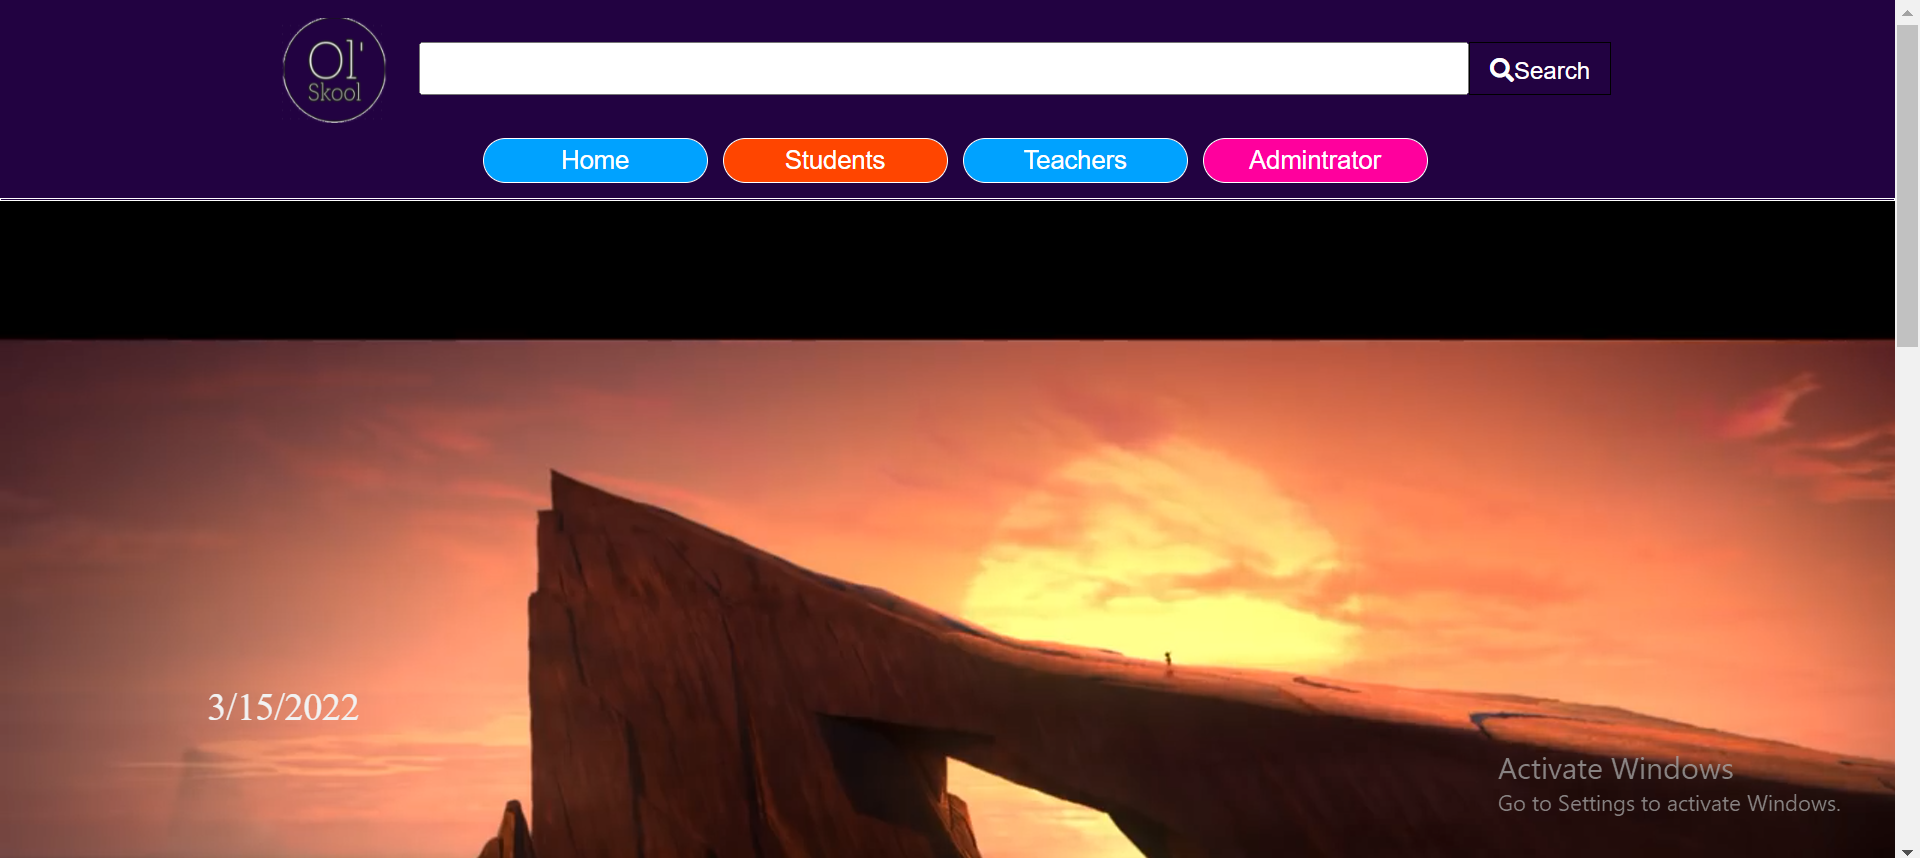 Ol'
Skool
Search
Home
Students
Teachers
Admintrator
3/15/2022
Activate Windows
Go to Settings to activate Windows.